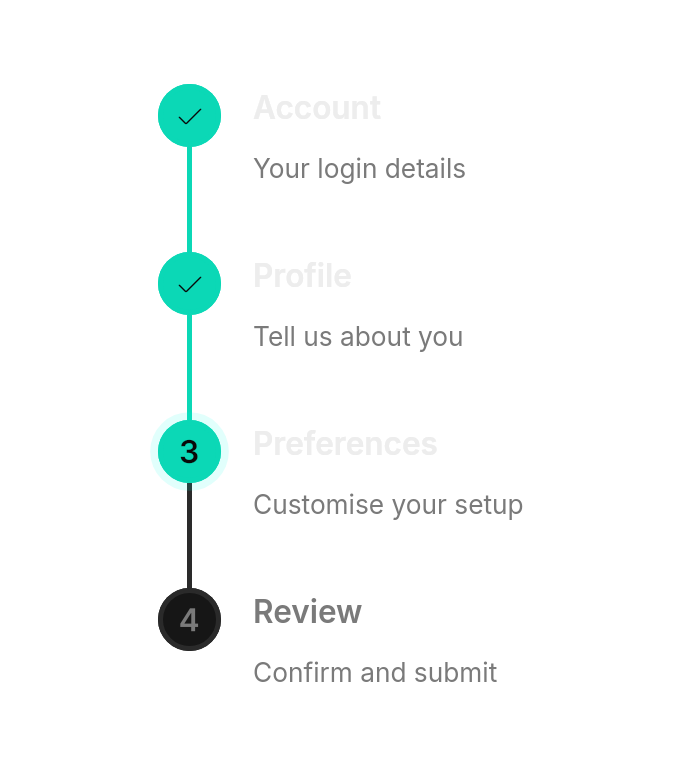 Account
Your login details
Profile
Tell us about you
3
Preferences
Customise your setup
4
Review
Confirm and submit